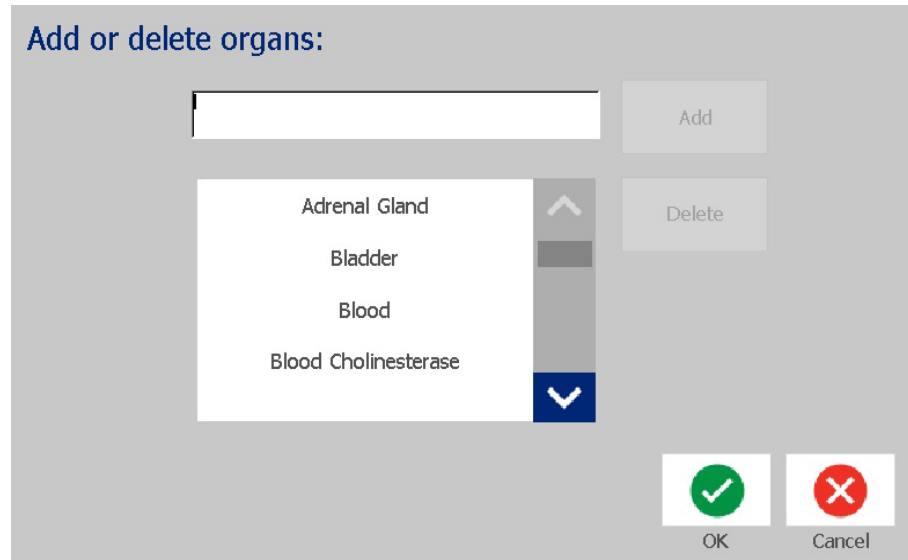 Add or delete organs:
Add
Adrenal Gland
Delete
Bladder
Blood
Blood Cholinesterase
OK
Cancel